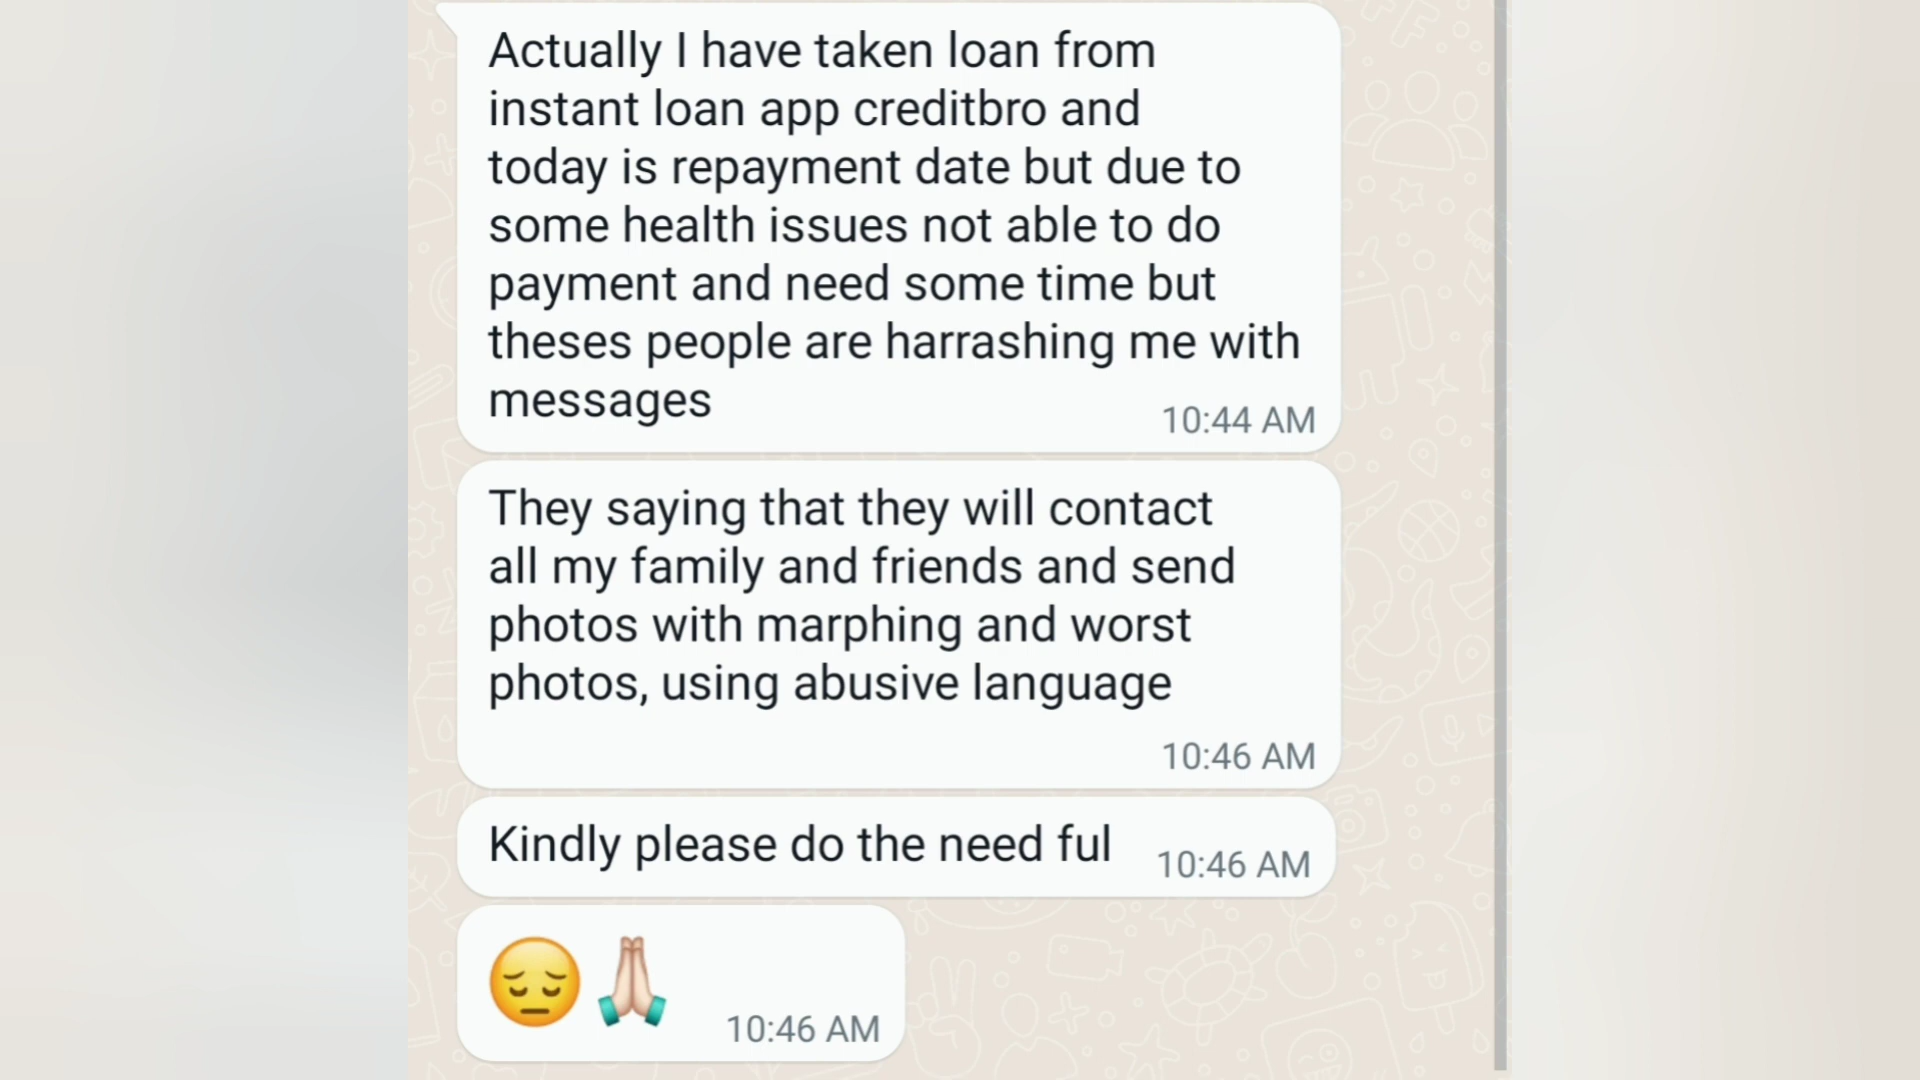 Actually I have taken loan from
instant loan app creditbro and
today is repayment date but due to
some health issues not able to do
payment and need some time but
theses people are harrashing me with
messages
10:44 AM
They saying that they will contact
all my family and friends and send
photos with marphing and worst
photos, using abusive language
10:46 AM
Kindly please do the need ful
10:46 AM
😔🙏🏻
10:46 AM